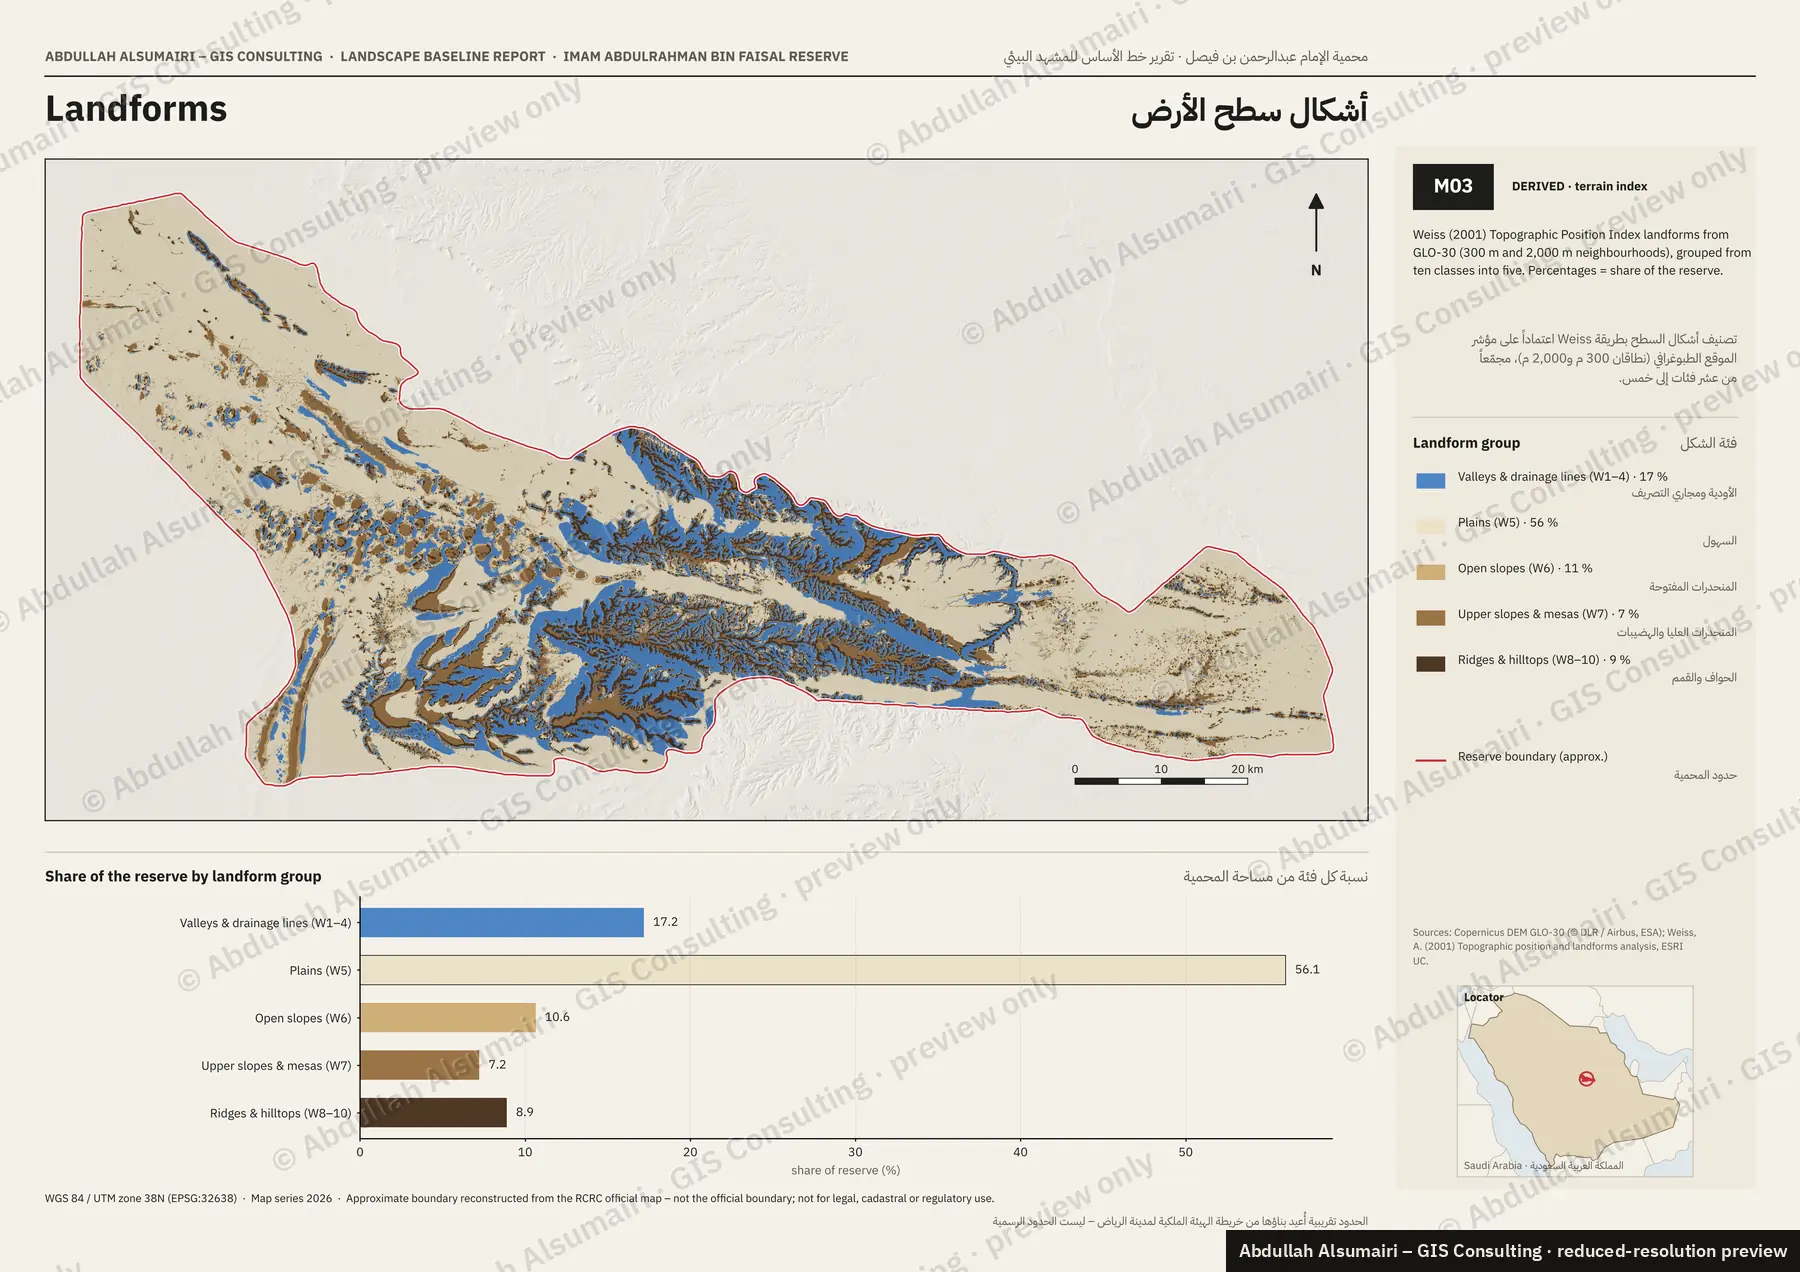 ABDULLAH ALSUMAIRI – GIS CONSULTING · LANDSCAPE BASELINE REPORT · IMAM ABDULRAHMAN BIN FAISAL RESERVE
محمية الإمام عبدالرحمن بن فيصل · تقرير خط الأساس للمشهد البيئي
Landforms
أشكال سطح الأرض
N
0 10 20 km
M03
DERIVED · terrain index
Weiss (2001) Topographic Position Index landforms from
GLO-30 (300 m and 2,000 m neighbourhoods), grouped from
ten classes into five. Percentages = share of the reserve.
تصنيف أشكال السطح بطريقة Weiss اعتماداً على مؤشر
الموقع الطبوغرافي (نطاقان 300 م و2,000 م)، مجمّعاً
من عشر فئات إلى خمس.
Landform group
فئة الشكل
Valleys & drainage lines (W1–4) · 17 %
الأودية ومجاري التصريف
Plains (W5) · 56 %
السهول
Open slopes (W6) · 11 %
المنحدرات المفتوحة
Upper slopes & mesas (W7) · 7 %
المنحدرات العليا والهضيبات
Ridges & hilltops (W8–10) · 9 %
الحواف والقمم
Reserve boundary (approx.)
حدود المحمية
Sources: Copernicus DEM GLO-30 (© DLR / Airbus, ESA); Weiss,
A. (2001) Topographic position and landforms analysis, ESRI
UC.
Locator
Saudi Arabia · المملكة العربية السعودية
Share of the reserve by landform group
نسبة كل فئة من مساحة المحمية
Valleys & drainage lines (W1–4) 17.2
Plains (W5) 56.1
Open slopes (W6) 10.6
Upper slopes & mesas (W7) 7.2
Ridges & hilltops (W8–10) 8.9
0 10 20 30 40 50
share of reserve (%)
WGS 84 / UTM zone 38N (EPSG:32638) · Map series 2026 · Approximate boundary reconstructed from the RCRC official map – not the official boundary; not for legal, cadastral or regulatory use.
الحدود تقريبية أُعيد بناؤها من خريطة الهيئة الملكية لمدينة الرياض – ليست الحدود الرسمية
Abdullah Alsumairi – GIS Consulting · reduced-resolution preview
© Abdullah Alsumairi · GIS Consulting · preview only